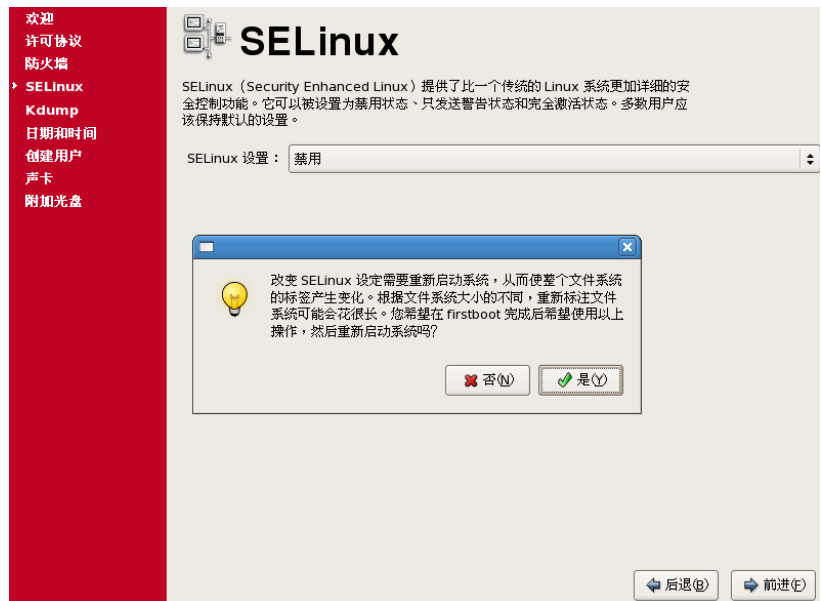 欢迎
许可协议
防火墙
SELinux
Kdump
日期和时间
创建用户
声卡
附加光盘
SELinux
SELinux（Security Enhanced Linux）提供了比一个传统的 Linux 系统更加详细的安
全控制功能。它可以被设置为禁用状态、只发送警告状态和完全激活状态。多数用户应
该保持默认的设置。
SELinux 设置： 禁用
改变 SELinux 设定需要重新启动系统，从而使整个文件系统
的标签产生变化。根据文件系统大小的不同，重新标注文件
系统可能会花很长。您希望在 firstboot 完成后希望使用以上
操作，然后重新启动系统吗?
否(N) 是(Y)
后退(B) 前进(F)